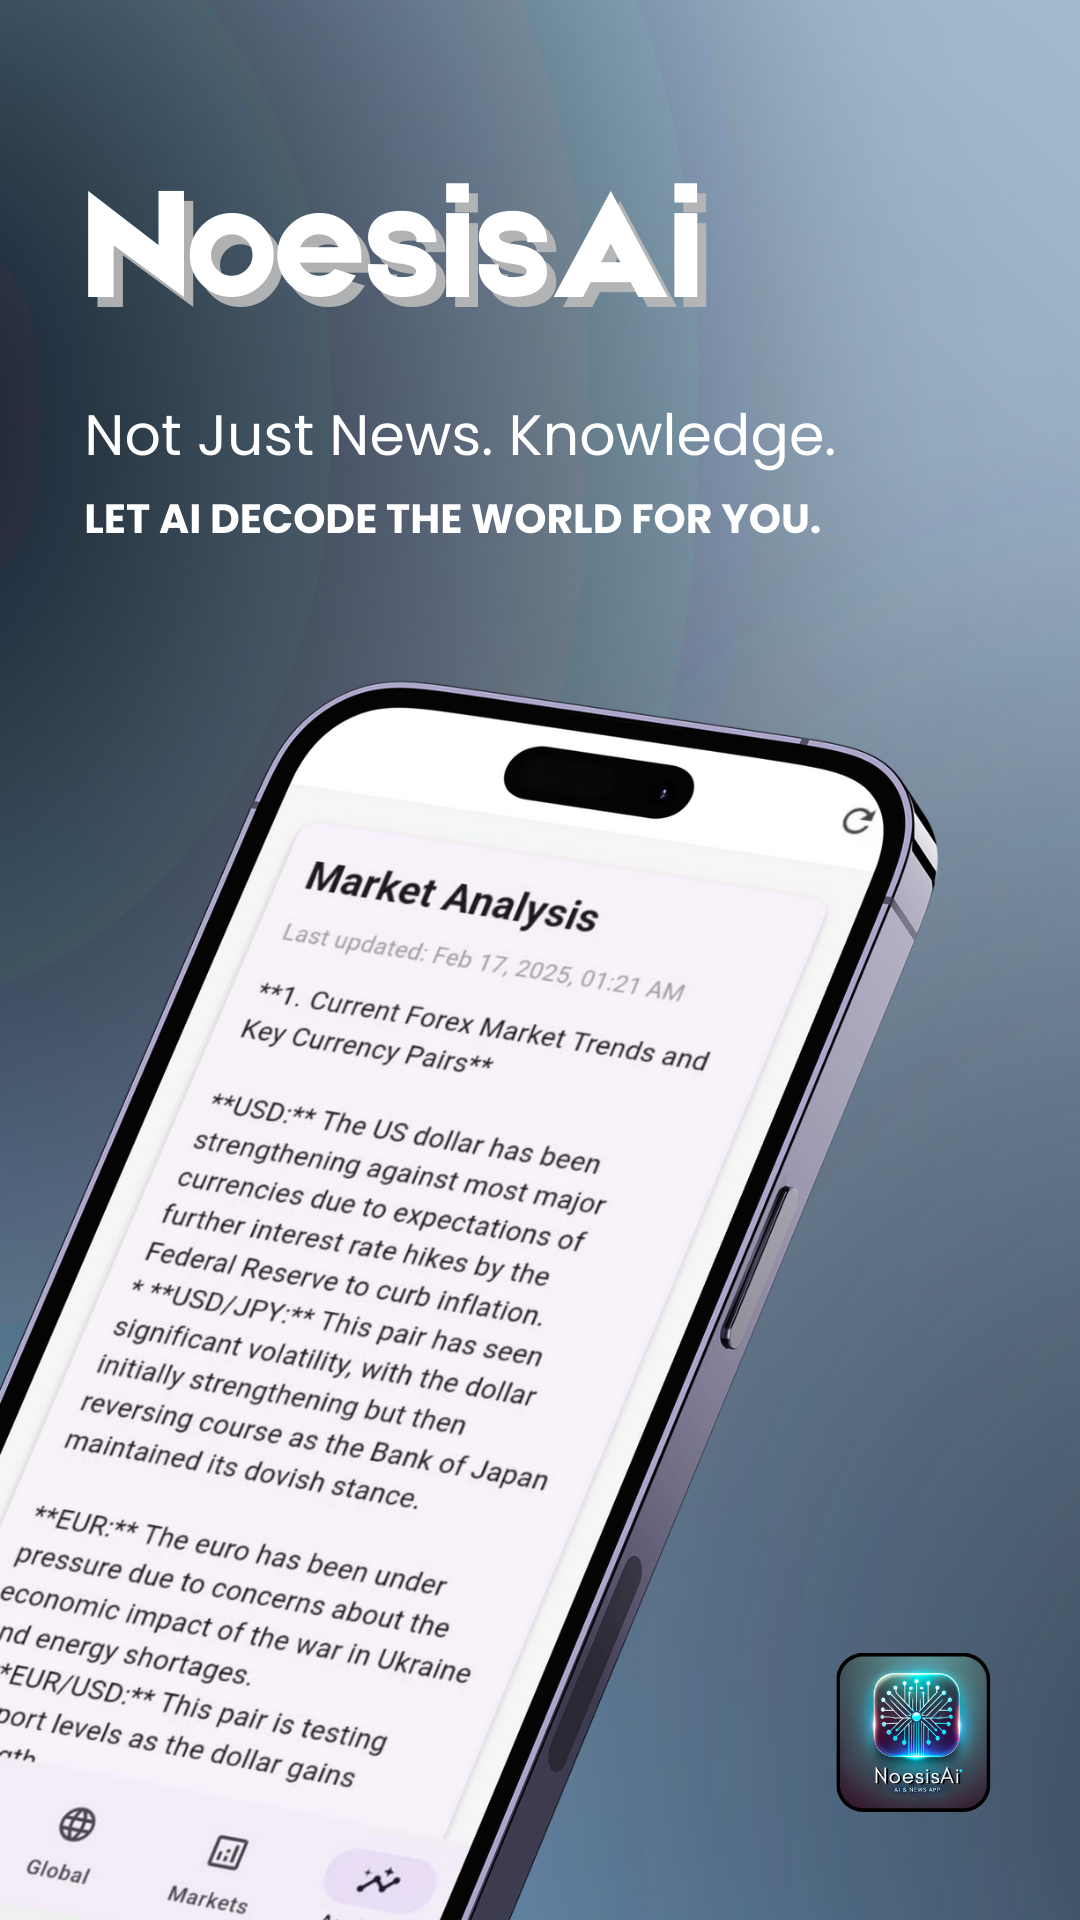 NoesisAi
Not Just News. Knowledge.
LET AI DECODE THE WORLD FOR YOU.
Market Analysis
Last updated: Feb 17, 2025, 01:21 AM
**1. Current Forex Market Trends and
Key Currency Pairs**
**USD:** The US dollar has been
strengthening against most major
currencies due to expectations of
further interest rate hikes by the
Federal Reserve to curb inflation.
* **USD/JPY:** This pair has seen
significant volatility, with the dollar
initially strengthening but then
reversing course as the Bank of Japan
maintained its dovish stance.
**EUR:** The euro has been under
pressure due to concerns about the
economic impact of the war in Ukraine
nd energy shortages.
*EUR/USD:** This pair is testing
port levels as the dollar gains
Global
Markets
NoesisAi
AI & NEWS APP